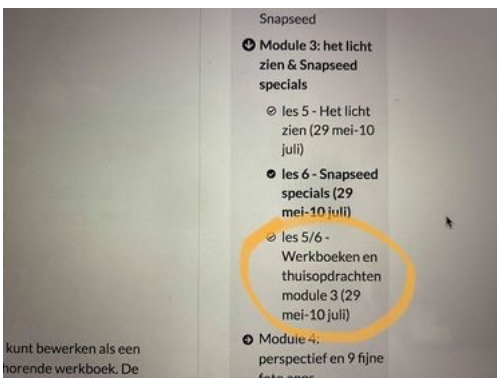 Snapseed
Module 3: het licht
zien & Snapseed
specials
les 5 - Het licht
zien (29 mei-10
juli)
les 6 - Snapseed
specials (29
mei-10 juli)
les 5/6 -
Werkboeken en
thuisopdrachten
module 3 (29
mei-10 juli)
Module 4:
perspectief en 9 fijne
foto apps
kunt bewerken als een
horende werkboek. De